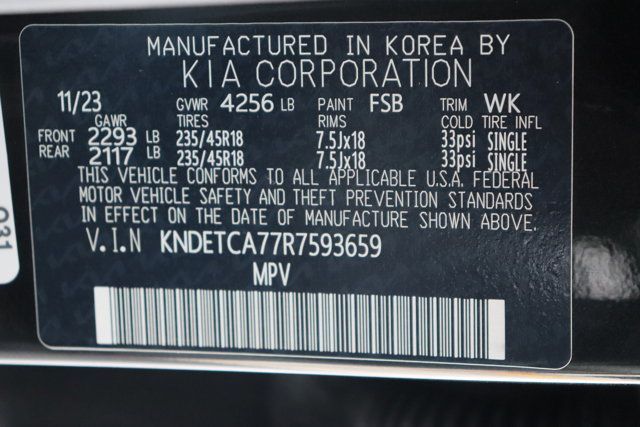 MANUFACTURED IN KOREA BY
KIA CORPORATION
11/23 GVWR 4256 LB PAINT FSB TRIM WK
GAWR TIRES RIMS COLD TIRE INFL
FRONT 2293 LB 235/45R18 7.5Jx18 33psi SINGLE
REAR 2117 LB 235/45R18 7.5Jx18 33psi SINGLE
THIS VEHICLE CONFORMS TO ALL APPLICABLE U.S.A. FEDERAL
MOTOR VEHICLE SAFETY AND THEFT PREVENTION STANDARDS
IN EFFECT ON THE DATE OF MANUFACTURE SHOWN ABOVE.
V.I.N KNDETCA77R7593659
MPV
031